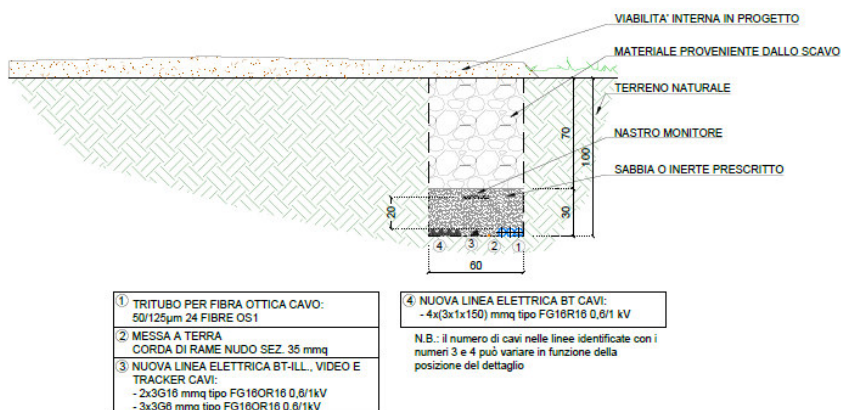 VIABILITA' INTERNA IN PROGETTO
MATERIALE PROVENIENTE DALLO SCAVO
TERRENO NATURALE
NASTRO MONITORE
SABBIA O INERTE PRESCRITTO
70
100
30
20
4 3 2 1
60
1 TRITUBO PER FIBRA OTTICA CAVO:
50/125µm 24 FIBRE OS1
2 MESSA A TERRA
CORDA DI RAME NUDO SEZ. 35 mmq
3 NUOVA LINEA ELETTRICA BT-ILL., VIDEO E
TRACKER CAVI:
- 2x3G16 mmq tipo FG16OR16 0,6/1kV
- 3x3G6 mmq tipo FG16OR16 0,6/1kV
4 NUOVA LINEA ELETTRICA BT CAVI:
- 4x(3x1x150) mmq tipo FG16R16 0,6/1 kV
N.B.: il numero di cavi nelle linee identificate con i
numeri 3 e 4 può variare in funzione della
posizione del dettaglio